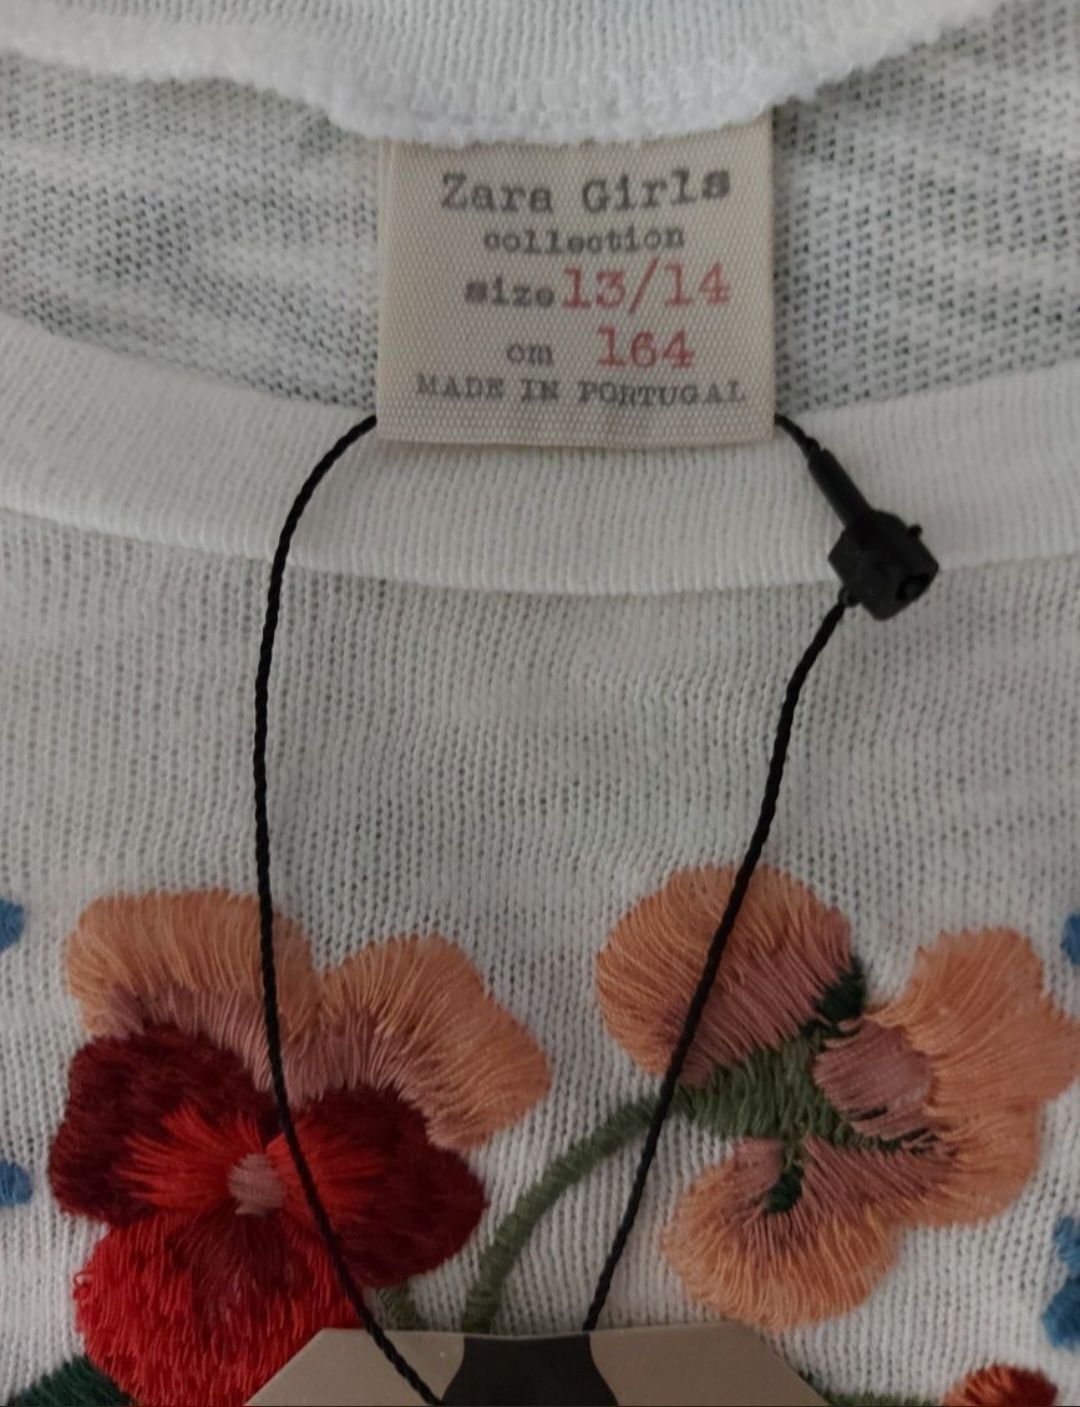 Zara Girls
collection
size 13/14
cm 164
MADE IN PORTUGAL